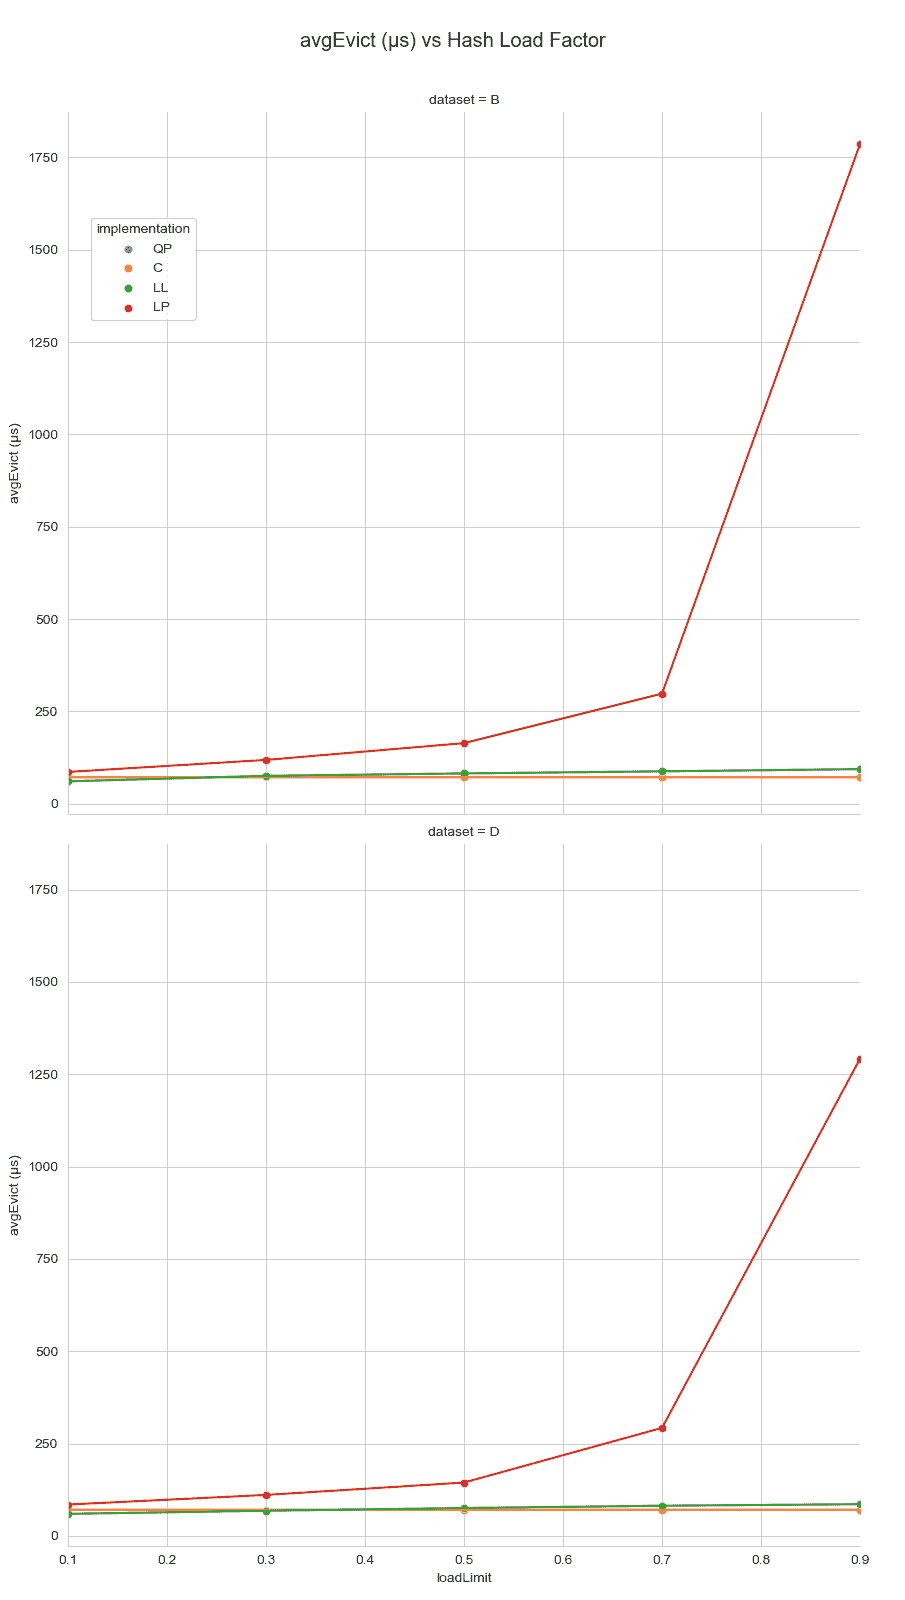 avgEvict (µs) vs Hash Load Factor
dataset = B
1750
1500
1250
1000
750
500
250
0
avgEvict (µs)
implementation
QP
C
LL
LP
dataset = D
1750
1500
1250
1000
750
500
250
0
avgEvict (µs)
0.1 0.2 0.3 0.4 0.5 0.6 0.7 0.8 0.9
loadLimit